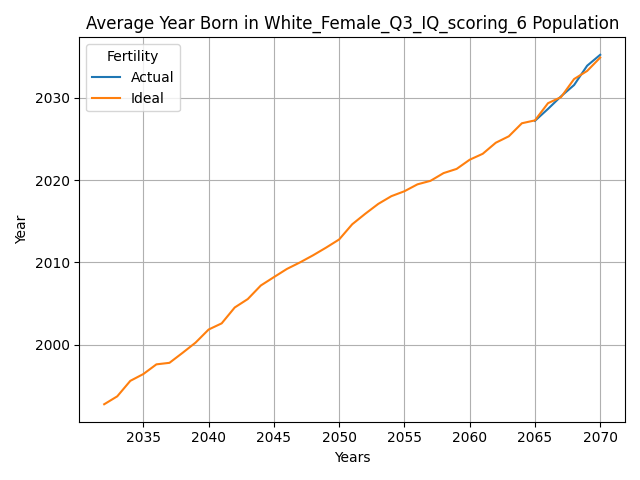 Average Year Born in White_Female_Q3_IQ_scoring_6 Population
Fertility
Actual
Ideal
Year
2030
2020
2010
2000
2035 2040 2045 2050 2055 2060 2065 2070
Years